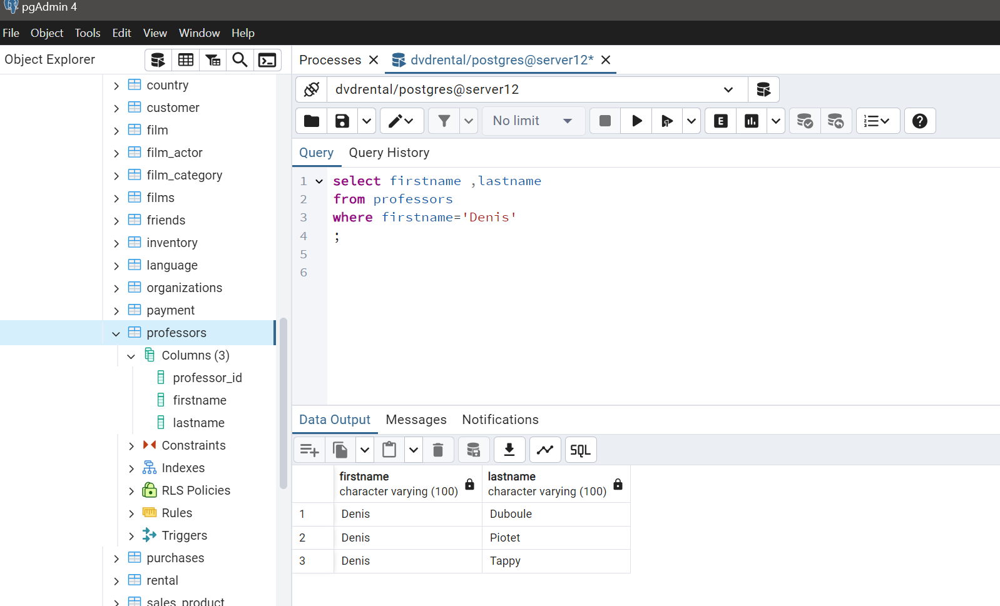 pgAdmin 4
File Object Tools Edit View Window Help
Object Explorer
country
customer
film
film_actor
film_category
films
friends
inventory
language
organizations
payment
professors
Columns (3)
professor_id
firstname
lastname
Constraints
Indexes
RLS Policies
Rules
Triggers
purchases
rental
sales_product
Processes
dvdrental/postgres@server12*
dvdrental/postgres@server12
No limit
E
Query Query History
1 select firstname ,lastname
2 from professors
3 where firstname='Denis'
4 ;
5
6
Data Output Messages Notifications
SQL
firstname lastname
character varying (100) character varying (100)
1 Denis Duboule
2 Denis Piotet
3 Denis Tappy